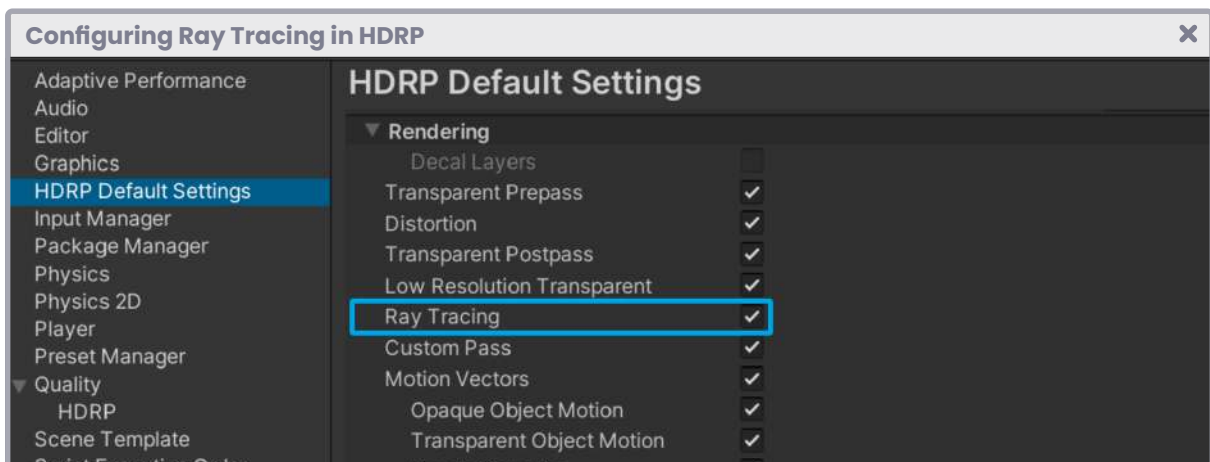 Configuring Ray Tracing in HDRP
Adaptive Performance
Audio
Editor
Graphics
HDRP Default Settings
Input Manager
Package Manager
Physics
Physics 2D
Player
Preset Manager
Quality
HDRP
Scene Template
HDRP Default Settings
Rendering
Decal Layers
Transparent Prepass
Distortion
Transparent Postpass
Low Resolution Transparent
Ray Tracing
Custom Pass
Motion Vectors
Opaque Object Motion
Transparent Object Motion